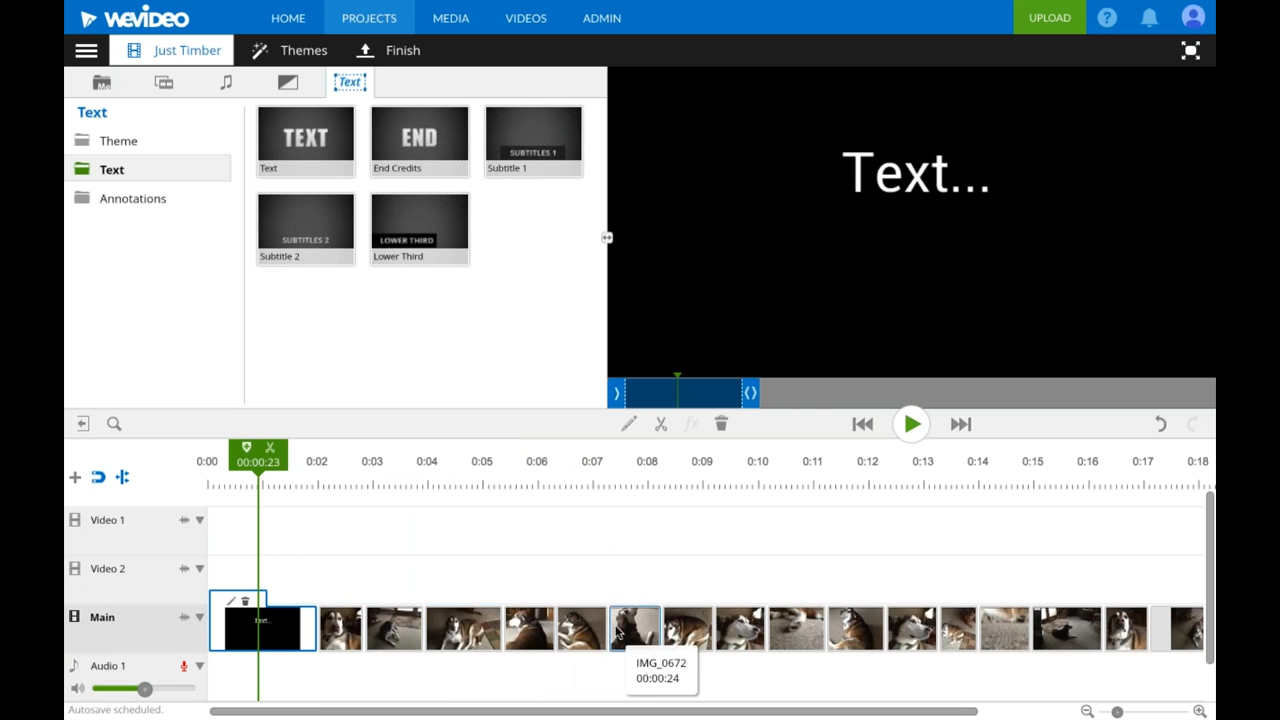 WEVIDEO HOME PROJECTS MEDIA VIDEOS ADMIN UPLOAD ?
Just Timber Themes Finish
Text
Text
Theme
Text
Annotations
TEXT
Text
END
End Credits
SUBTITLES 1
Subtitle 1
SUBTITLES 2
Subtitle 2
LOWER THIRD
Lower Third
Text...
00:00:23
0:00 0:02 0:03 0:04 0:05 0:06 0:07 0:08 0:09 0:10 0:11 0:12 0:13 0:14 0:15 0:16 0:17 0:18
Video 1
Video 2
Main
Text...
IMG_0672
00:00:24
Audio 1
Autosave scheduled.